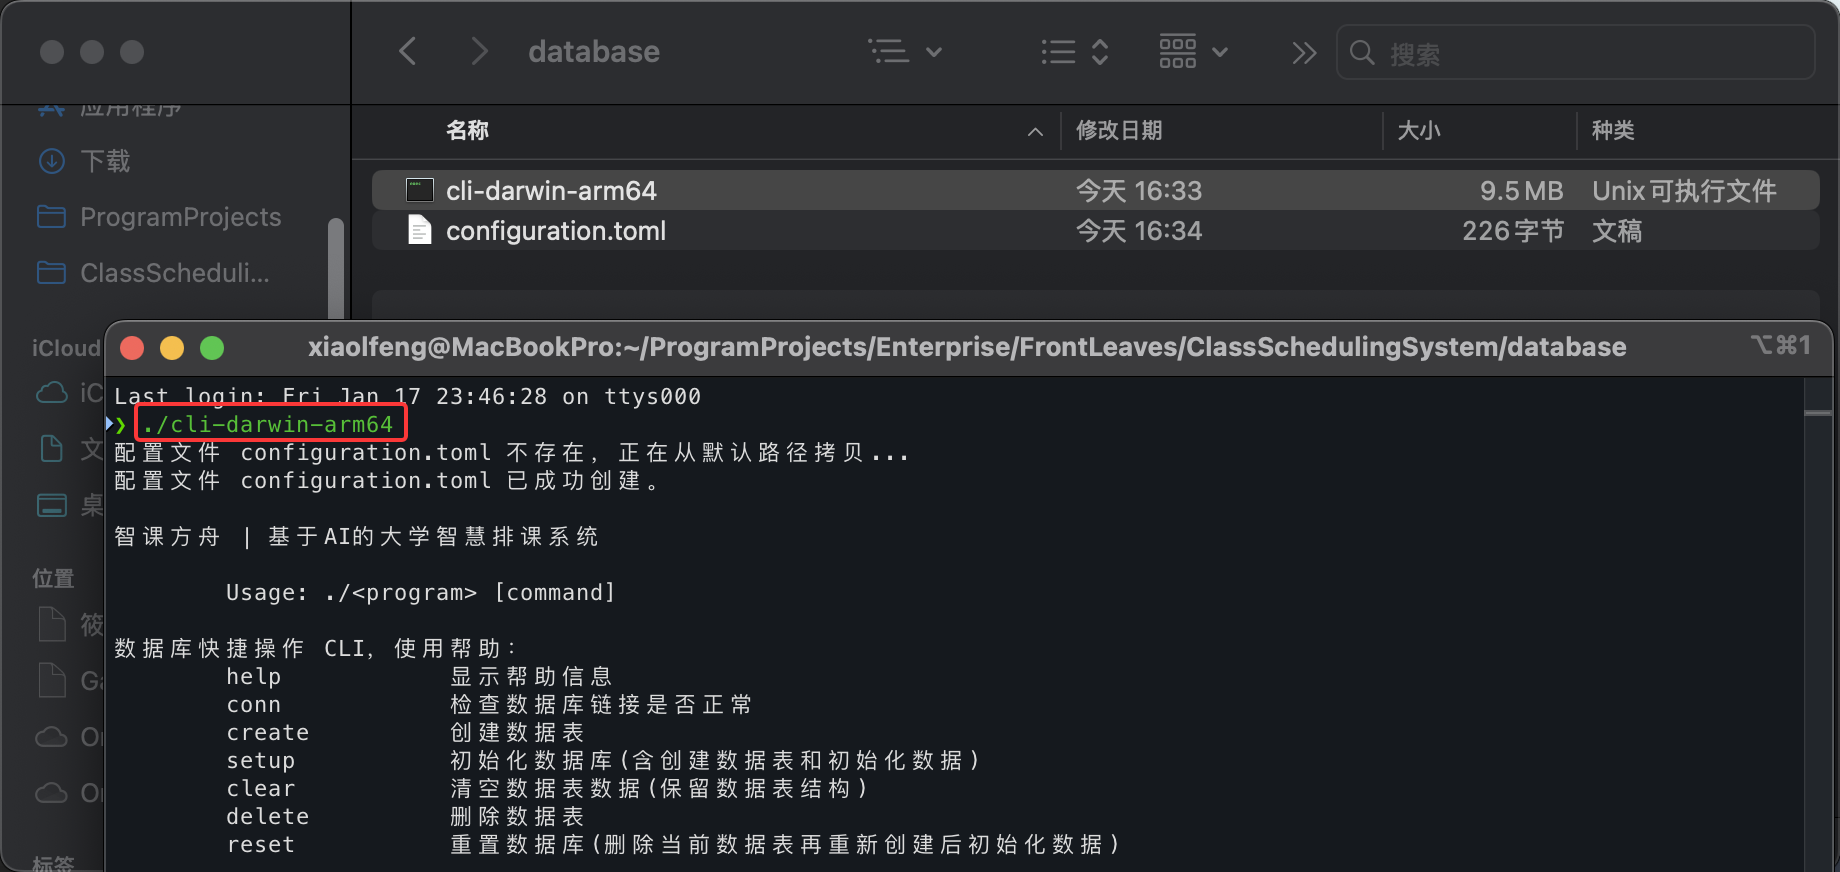 database
搜索
应用程序
下载
ProgramProjects
ClassScheduli...
iCloud
位置
标签
名称 修改日期 大小 种类
cli-darwin-arm64 今天 16:33 9.5 MB Unix可执行文件
configuration.toml 今天 16:34 226字节 文稿
xiaolfeng@MacBookPro:~/ProgramProjects/Enterprise/FrontLeaves/ClassSchedulingSystem/database ⌥⌘1
Last login: Fri Jan 17 23:46:28 on ttys000
❯ ./cli-darwin-arm64
配置文件 configuration.toml 不存在，正在从默认路径拷贝...
配置文件 configuration.toml 已成功创建。
智课方舟 | 基于AI的大学智慧排课系统
Usage: ./<program> [command]
数据库快捷操作 CLI，使用帮助：
help 显示帮助信息
conn 检查数据库链接是否正常
create 创建数据表
setup 初始化数据库(含创建数据表和初始化数据)
clear 清空数据表数据(保留数据表结构)
delete 删除数据表
reset 重置数据库(删除当前数据表再重新创建后初始化数据)